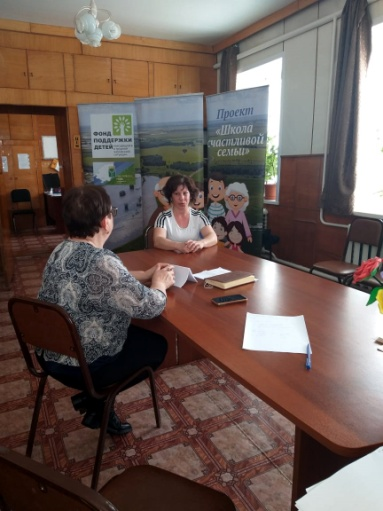 ФОНД
ПОДДЕРЖКИ
ДЕТЕЙ
Проект
«Школа
счастливой
семьи»